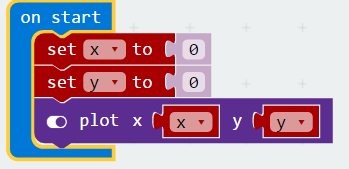 on start
set x to 0
set y to 0
plot x x y y